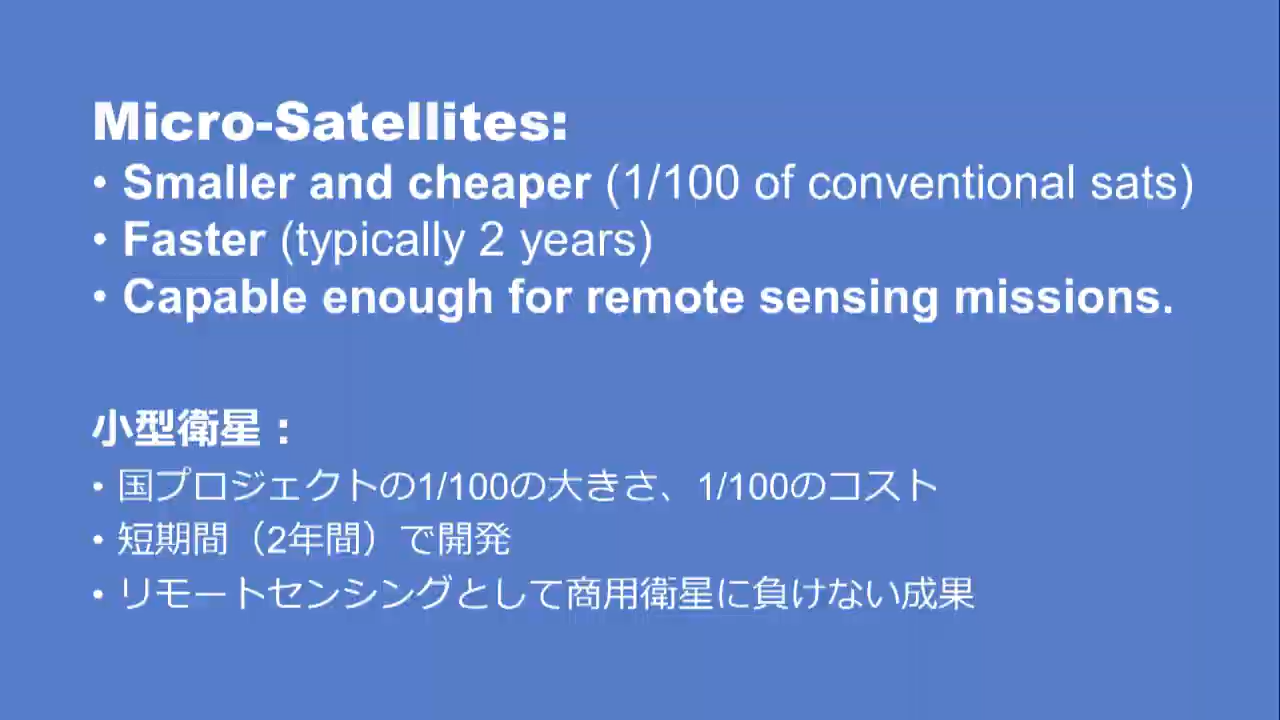 Micro-Satellites:
• Smaller and cheaper (1/100 of conventional sats)
• Faster (typically 2 years)
• Capable enough for remote sensing missions.
小型衛星：
• 国プロジェクトの1/100の大きさ、1/100のコスト
• 短期間（2年間）で開発
• リモートセンシングとして商用衛星に負けない成果